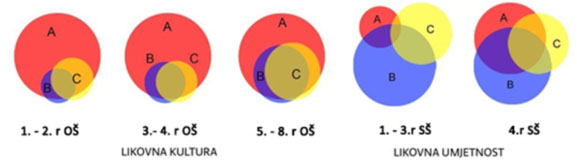 A
B
C
A
B
C
A
B
C
A
C
B
A
C
B
1. - 2. r OŠ
3.- 4. r OŠ
5. - 8. r OŠ
1. - 3.r SŠ
4.r SŠ
LIKOVNA KULTURA
LIKOVNA UMJETNOST